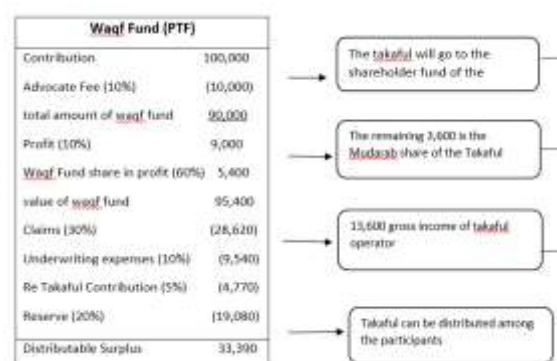 Waqf Fund (PTF)
Contribution 100,000
Advocate Fee (10%) (10,000)
total amount of waqf fund 90,000
Profit (10%) 9,000
Waqf Fund share in profit (60%) 5,400
value of waqf fund 95,400
Claims (30%) (28,620)
Underwriting expenses (10%) (9,540)
Re Takaful Contribution (5%) (4,770)
Reserve (20%) (19,080)
Distributable Surplus 33,390
The takaful will go to the
shareholder fund of the
The remaining 3,600 is the
Mudarab share of the Takaful
13,600 gross income of takaful
operator
Takaful can be distributed among
the participants